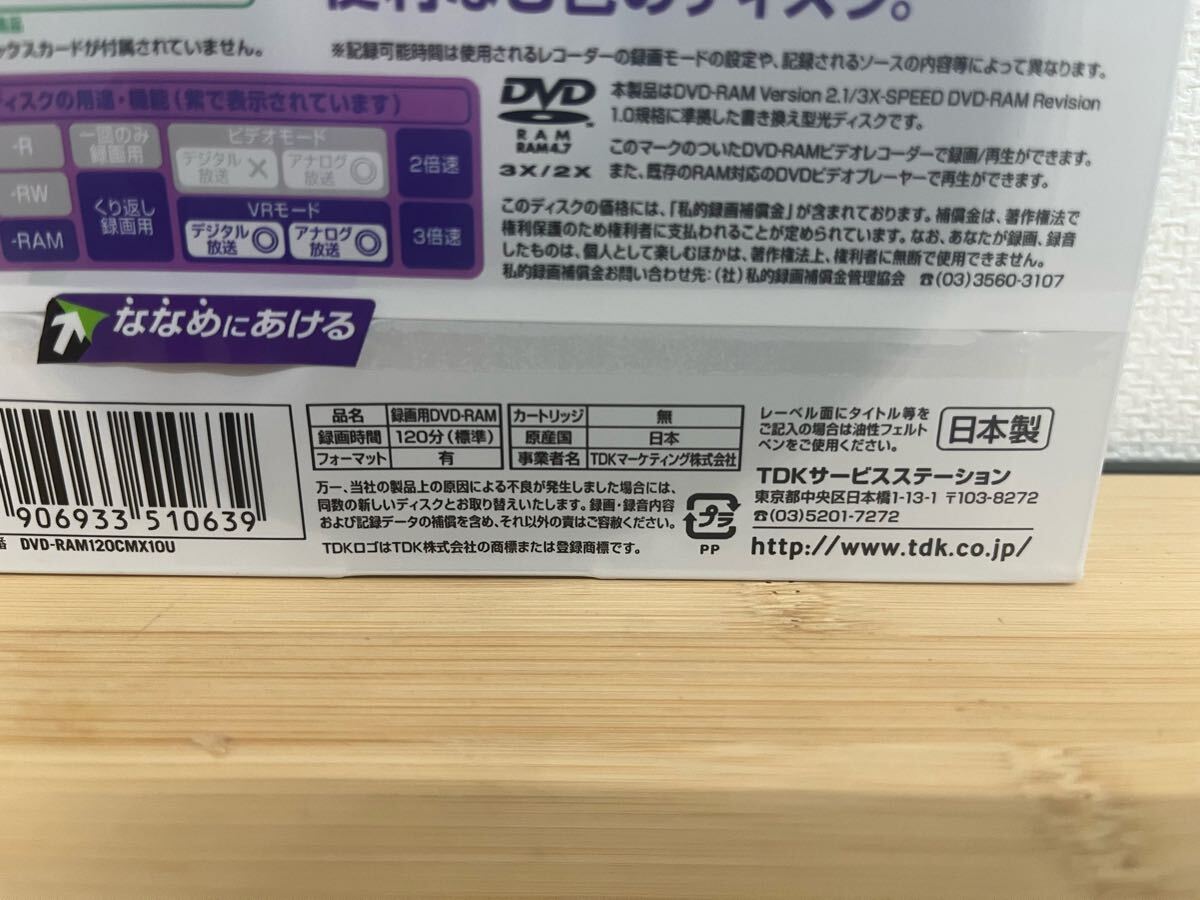 便利な5色のディスク。
ックスカードが付属されていません。
※記録可能時間は使用されるレコーダーの録画モードの設定や、記録されるソースの内容等によって異なります。
ディスクの用途・機能(紫で表示されています)
-R
一回のみ
録画用
ビデオモード
デジタル
放送 ×
アナログ
放送 ◎
2倍速
-RW
-RAM
くり返し
録画用
VRモード
デジタル
放送 ◎
アナログ
放送 ◎
3倍速
DVD
RAM
RAM4.7
3X/2X
本製品はDVD-RAM Version 2.1/3X-SPEED DVD-RAM Revision
1.0規格に準拠した書き換え型光ディスクです。
このマークのついたDVD-RAMビデオレコーダーで録画/再生ができます。
また、既存のRAM対応のDVDビデオプレーヤーで再生ができます。
このディスクの価格には、「私的録画補償金」が含まれております。補償金は、著作権法で
権利保護のため権利者に支払われることが定められています。なお、あなたが録画、録音
したものは、個人として楽しむほかは、著作権法上、権利者に無断で使用できません。
私的録画補償金お問い合わせ先:(社)私的録画補償金管理協会 ☎(03)3560-3107
ななめにあける
906933 510639
番 DVD-RAM120CMX10U
品名 録画用DVD-RAM
録画時間 120分(標準)
フォーマット 有
カートリッジ 無
原産国 日本
事業者名 TDKマーケティング株式会社
万一、当社の製品上の原因による不良が発生しました場合には、
同数の新しいディスクとお取り替えいたします。録画・録音内容
および記録データの補償を含め、それ以外の責はご容赦ください。
TDKロゴはTDK株式会社の商標または登録商標です。
プラ
PP
レーベル面にタイトル等を
ご記入の場合は油性フェルト
ペンをご使用ください。
日本製
TDKサービスステーション
東京都中央区日本橋1-13-1 〒103-8272
☎(03)5201-7272
http://www.tdk.co.jp/